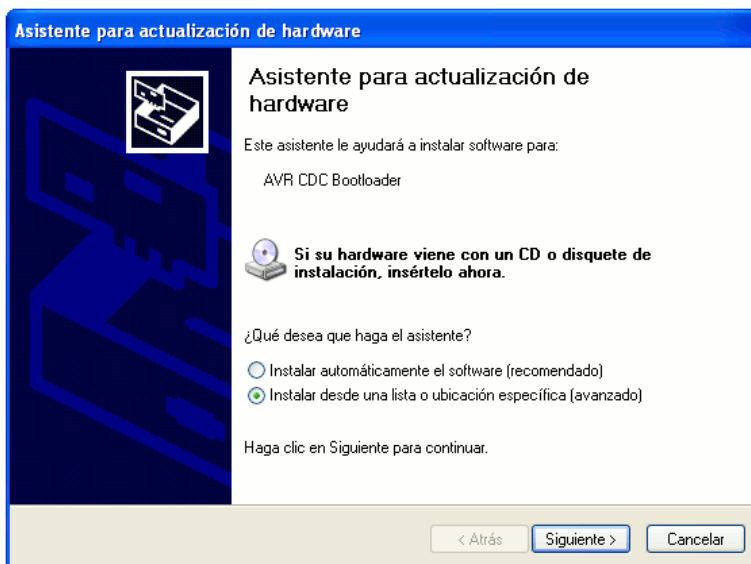 Asistente para actualización de hardware
Asistente para actualización de
hardware
Este asistente le ayudará a instalar software para:
AVR CDC Bootloader
Si su hardware viene con un CD o disquete de
instalación, insértelo ahora.
¿Qué desea que haga el asistente?
Instalar automáticamente el software (recomendado)
Instalar desde una lista o ubicación específica (avanzado)
Haga clic en Siguiente para continuar.
< Atrás Siguiente > Cancelar